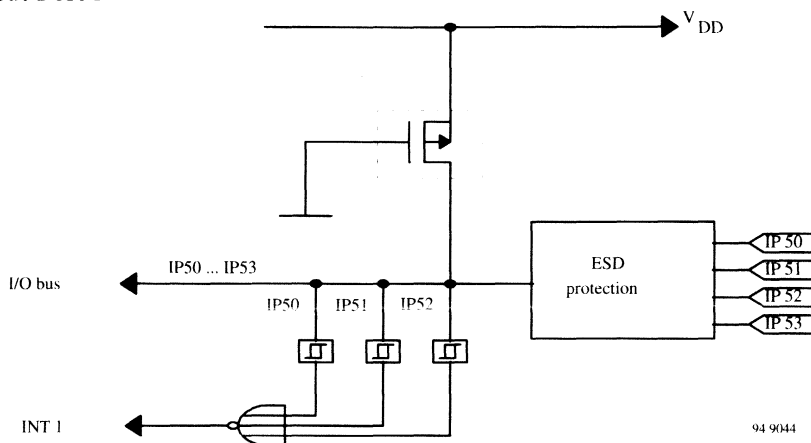 V DD
IP 50
ESD
IP 51
protection
IP 52
IP 53
IP50 ... IP53
I/O bus
IP50
IP51
IP52
INT 1
94 9044